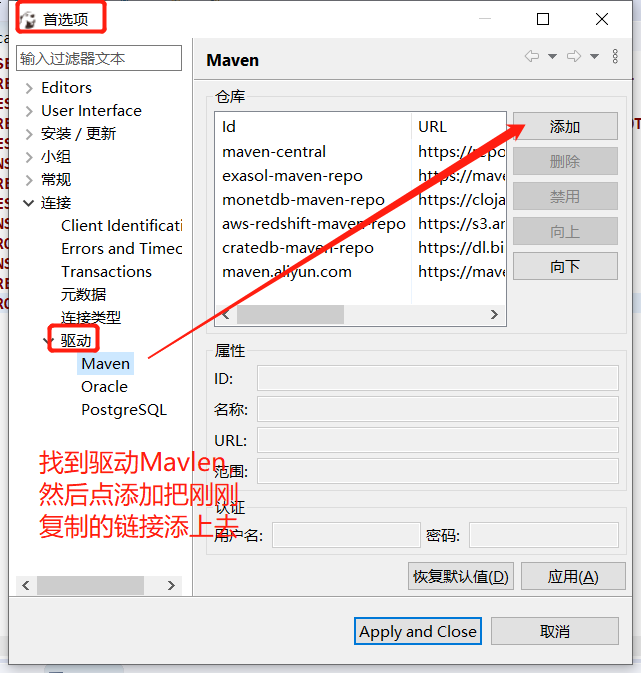 首选项
输入过滤器文本
Maven
Editors
User Interface
安装 / 更新
小组
常规
连接
Client Identificati
Errors and Timec
Transactions
元数据
连接类型
驱动
Maven
Oracle
PostgreSQL
仓库
Id URL
maven-central https://repo
exasol-maven-repo https://mave
monetdb-maven-repo https://cloja
aws-redshift-maven-repo https://s3.ar
cratedb-maven-repo https://dl.bi
maven.aliyun.com https://mave
添加
删除
禁用
向上
向下
属性
ID:
名称:
URL:
范围:
认证
用户名: 密码:
找到驱动Mavlen
然后点添加把刚刚
复制的链接添上去
恢复默认值(D) 应用(A)
Apply and Close 取消